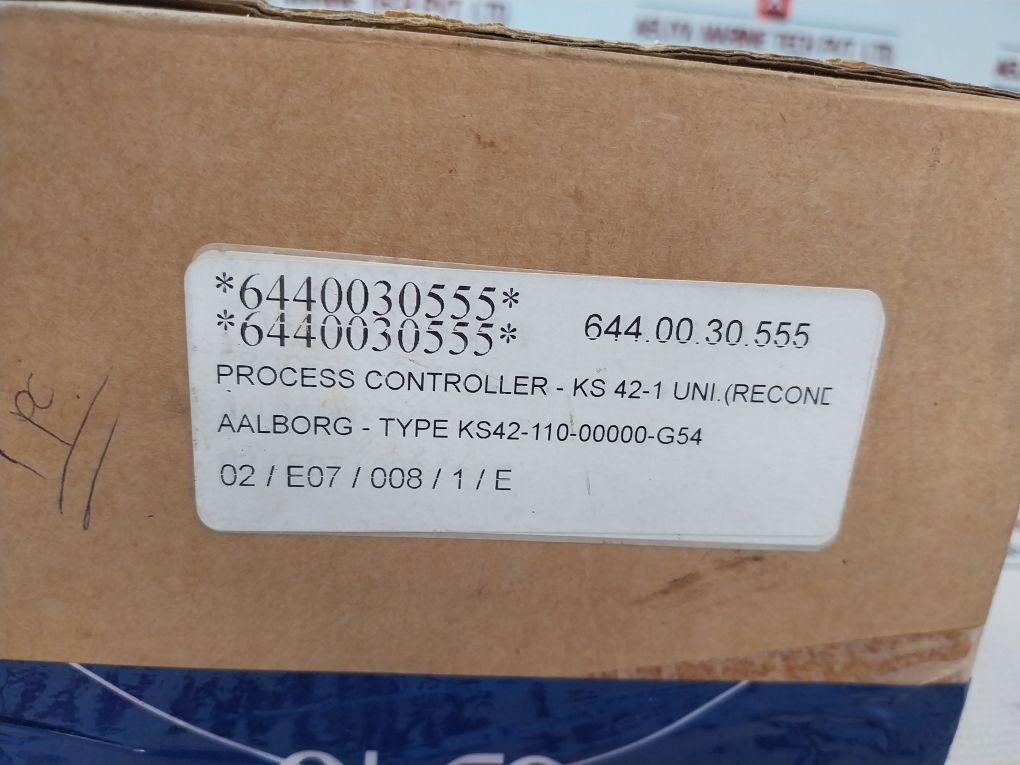 *6440030555*
*6440030555* 644.00.30.555
PROCESS CONTROLLER - KS 42-1 UNI.(RECOND
AALBORG - TYPE KS42-110-00000-G54
02 / E07 / 008 / 1 / E